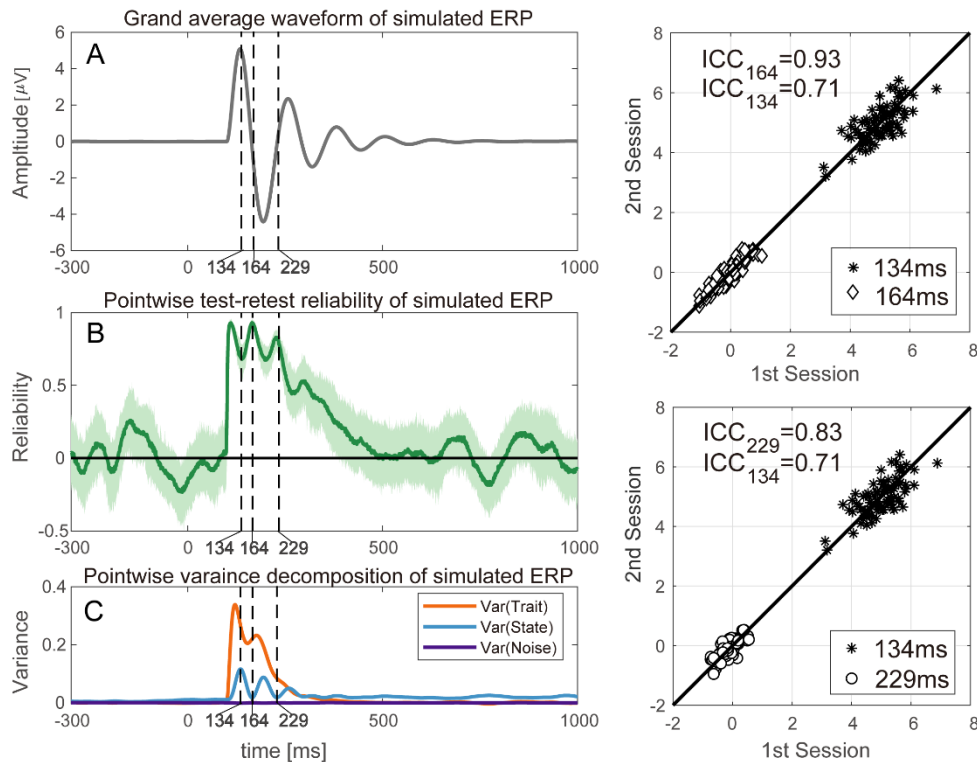 Grand average waveform of simulated ERP
A
Ampltiude [μV]
6
4
2
0
-2
-4
-6
-300
0
134
164
229
500
1000
Pointwise test-retest reliability of simulated ERP
B
Reliability
1
0.5
0
-0.5
-300
0
134
164
229
500
1000
Pointwise varaince decomposition of simulated ERP
C
Variance
0.4
0.2
0
Var(Trait)
Var(State)
Var(Noise)
-300
0
134
164
229
500
1000
time [ms]
ICC164=0.93
ICC134=0.71
2nd Session
8
6
4
2
0
-2
134ms
164ms
-2
0
2
4
6
8
1st Session
ICC229=0.83
ICC134=0.71
2nd Session
8
6
4
2
0
-2
134ms
229ms
-2
0
2
4
6
8
1st Session